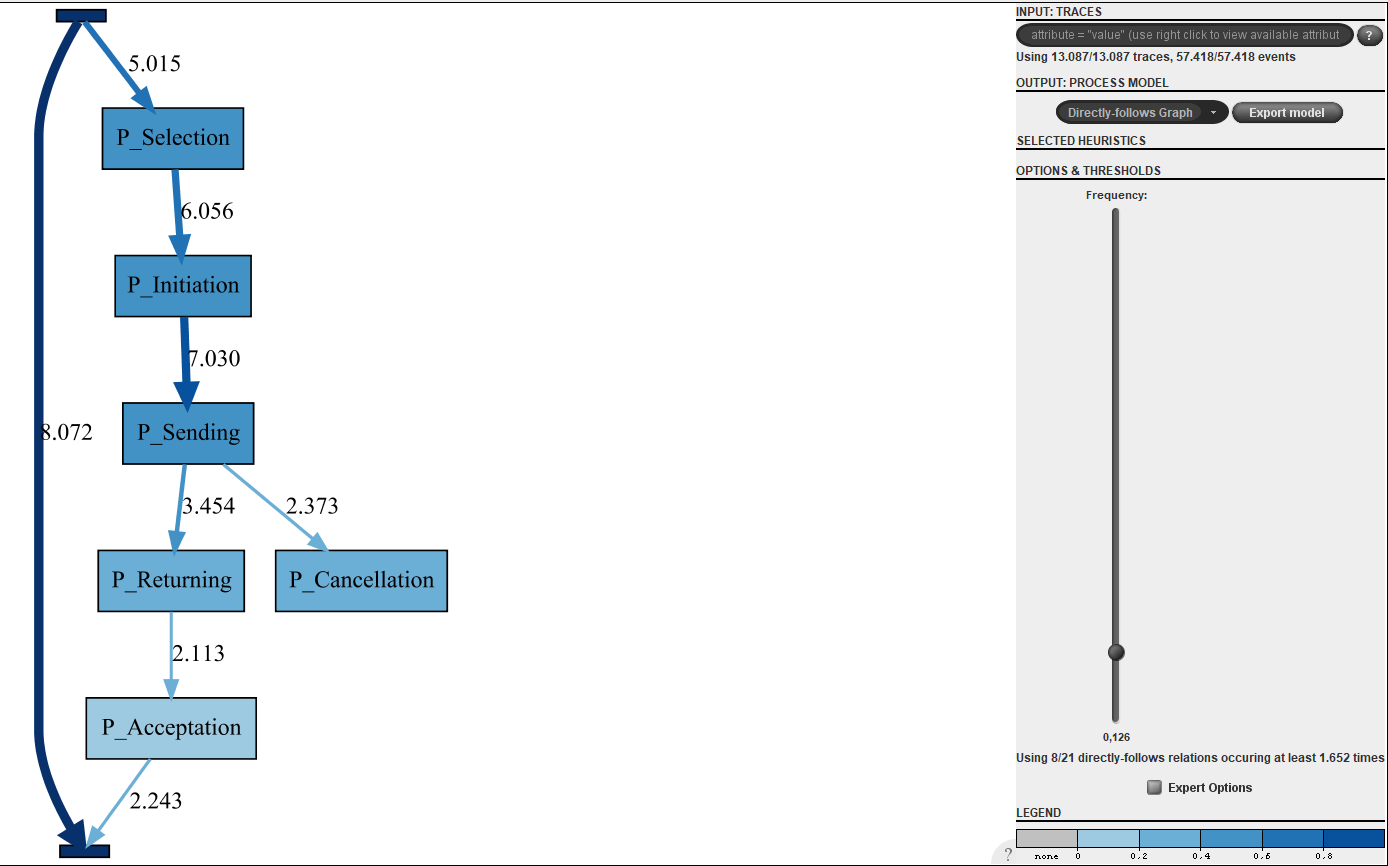 5.015
P_Selection
6.056
P_Initiation
7.030
P_Sending
8.072
3.454
2.373
P_Returning
P_Cancellation
2.113
P_Acceptation
2.243
INPUT: TRACES
attribute = "value" (use right click to view available attribut
?
Using 13.087/13.087 traces, 57.418/57.418 events
OUTPUT: PROCESS MODEL
Directly-follows Graph
Export model
SELECTED HEURISTICS
OPTIONS & THRESHOLDS
Frequency:
0,126
Using 8/21 directly-follows relations occuring at least 1.652 times
Expert Options
LEGEND
?
none 0 0.2 0.4 0.6 0.8